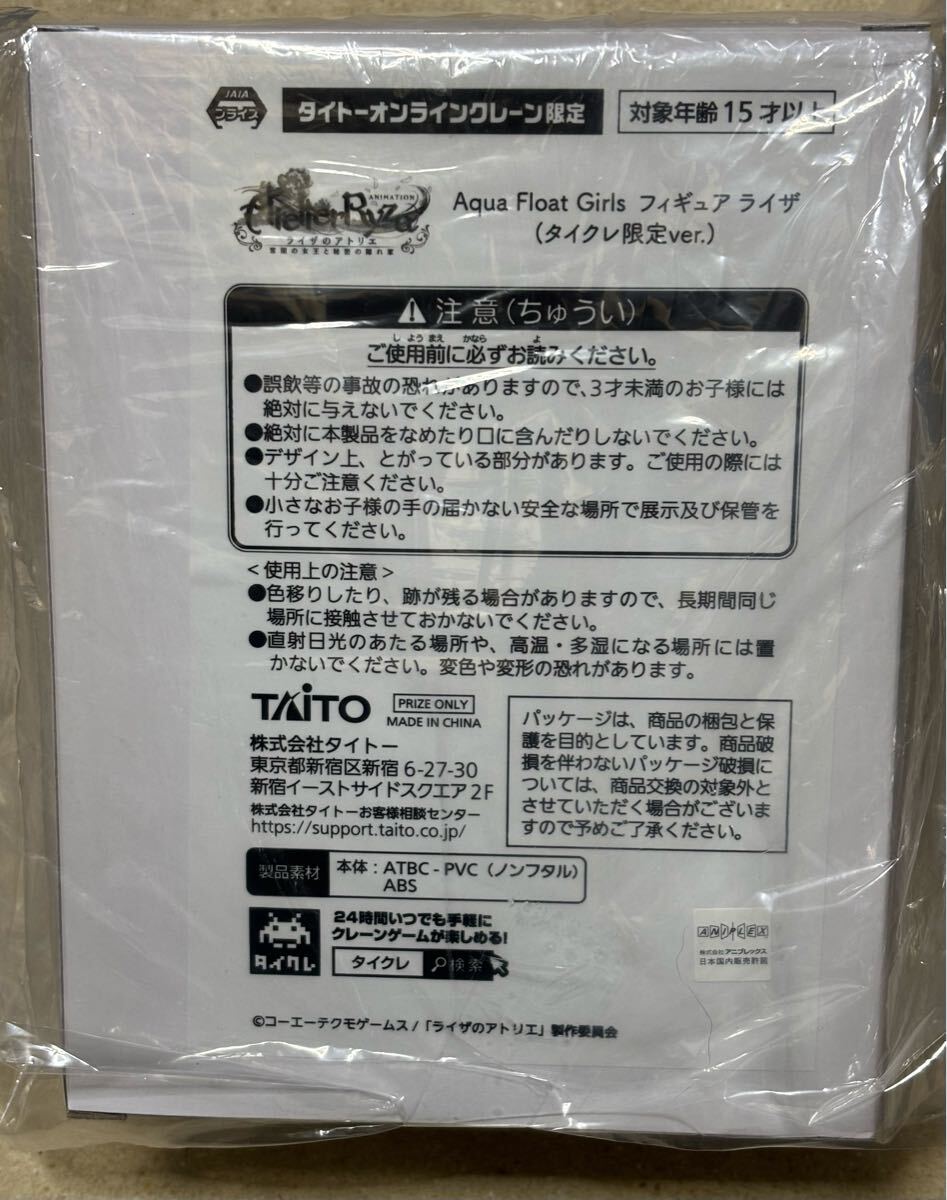 JAIA
プライズ
タイトーオンラインクレーン限定
対象年齢15才以上
Atelier Ryza
ANIMATION
ライザのアトリエ
常闇の女王と秘密の隠れ家
Aqua Float Girls フィギュア ライザ
(タイクレ限定ver.)
注意(ちゅうい)
しようまえ かなら よ
ご使用前に必ずお読みください。
●誤飲等の事故の恐れがありますので、3才未満のお子様には
絶対に与えないでください。
●絶対に本製品をなめたり口に含んだりしないでください。
●デザイン上、とがっている部分があります。ご使用の際には
十分ご注意ください。
●小さなお子様の手の届かない安全な場所で展示及び保管を
行ってください。
<使用上の注意>
●色移りしたり、跡が残る場合がありますので、長期間同じ
場所に接触させておかないでください。
●直射日光のあたる場所や、高温・多湿になる場所には置
かないでください。変色や変形の恐れがあります。
TAITO
PRIZE ONLY
MADE IN CHINA
株式会社タイトー
東京都新宿区新宿 6-27-30
新宿イーストサイドスクエア 2F
株式会社タイトーお客様相談センター
https://support.taito.co.jp/
パッケージは、商品の梱包と保
護を目的としています。商品破
損を伴わないパッケージ破損に
ついては、商品交換の対象外と
させていただく場合がございま
すので予めご了承ください。
製品素材
本体:ATBC-PVC (ノンフタル)
ABS
タイクレ
24時間いつでも手軽に
クレーンゲームが楽しめる!
タイクレ 検索
ANIPLEX
株式会社アニプレックス
日本国内販売許諾
©コーエーテクモゲームス/「ライザのアトリエ」製作委員会